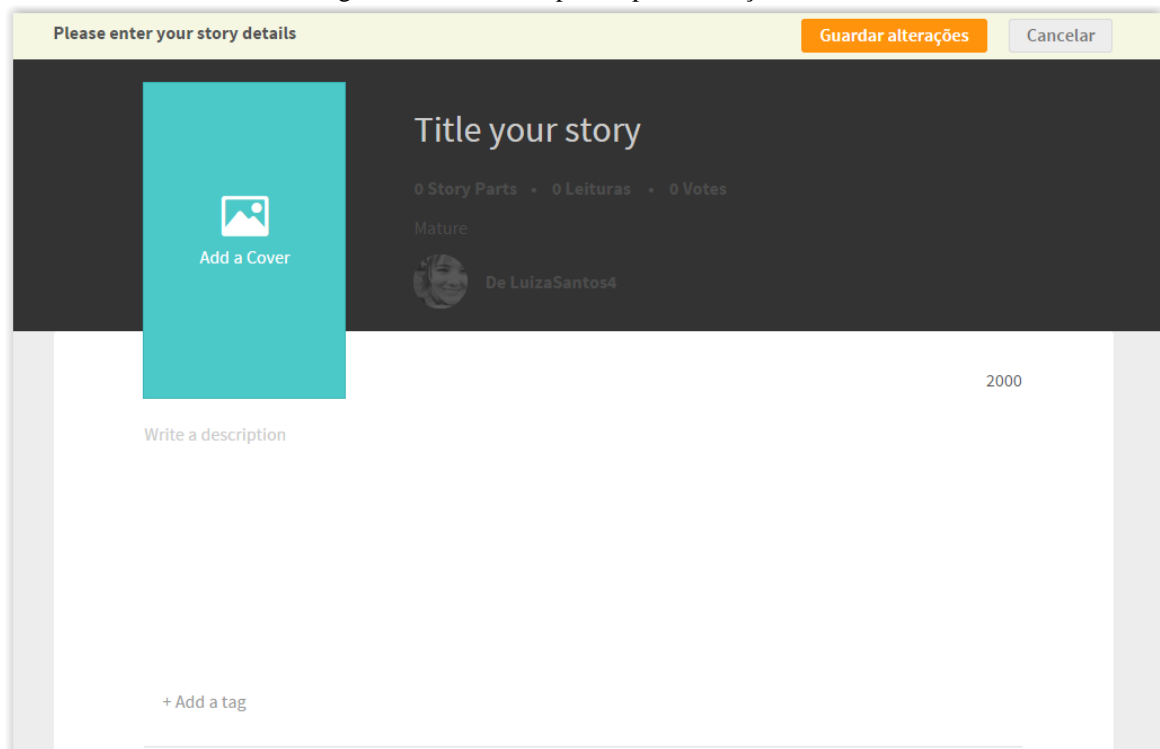 Please enter your story details
Guardar alterações
Cancelar
Title your story
0 Story Parts • 0 Leituras • 0 Votes
Mature
Add a Cover
De LuizaSantos4
2000
Write a description
+ Add a tag